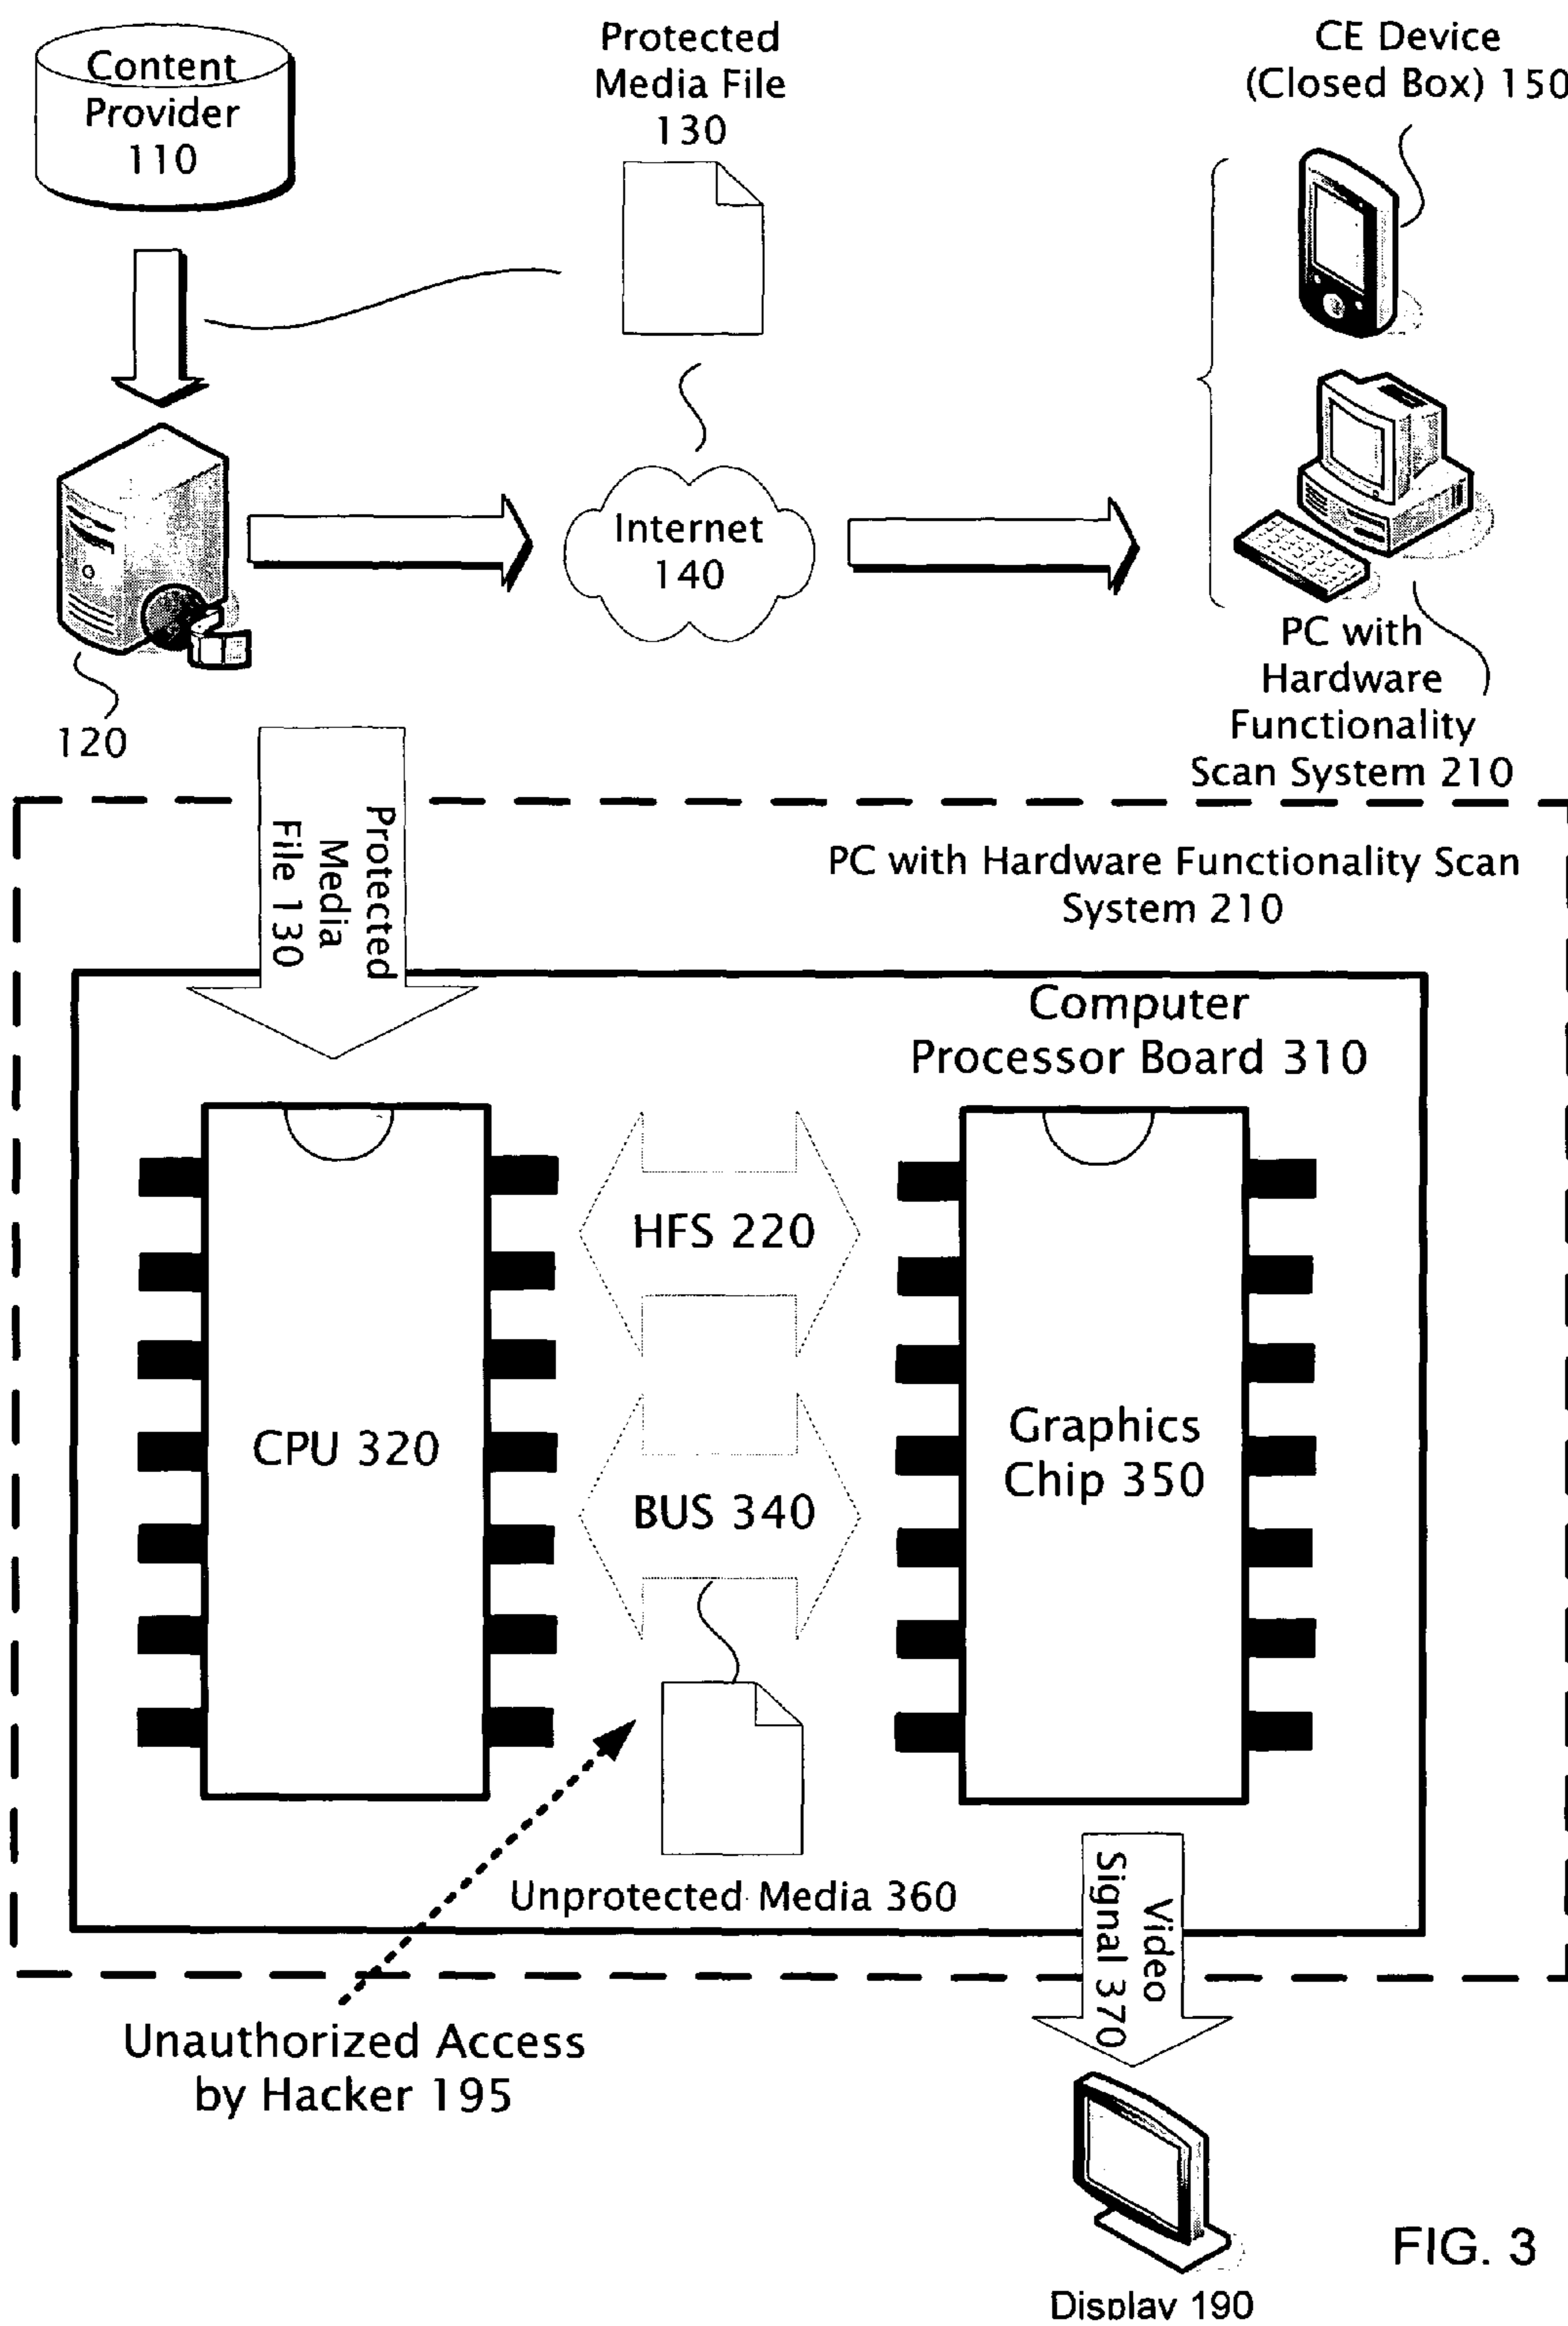 Content
Provider
110
Protected
Media File
130
CE Device
(Closed Box) 150
Internet
140
120
PC with
Hardware
Functionality
Scan System 210
Protected
Media
File 130
PC with Hardware Functionality Scan
System 210
Computer
Processor Board 310
HFS 220
CPU 320
Graphics
Chip 350
BUS 340
Unprotected Media 360
Video
Signal 370
Unauthorized Access
by Hacker 195
FIG. 3
Display 190